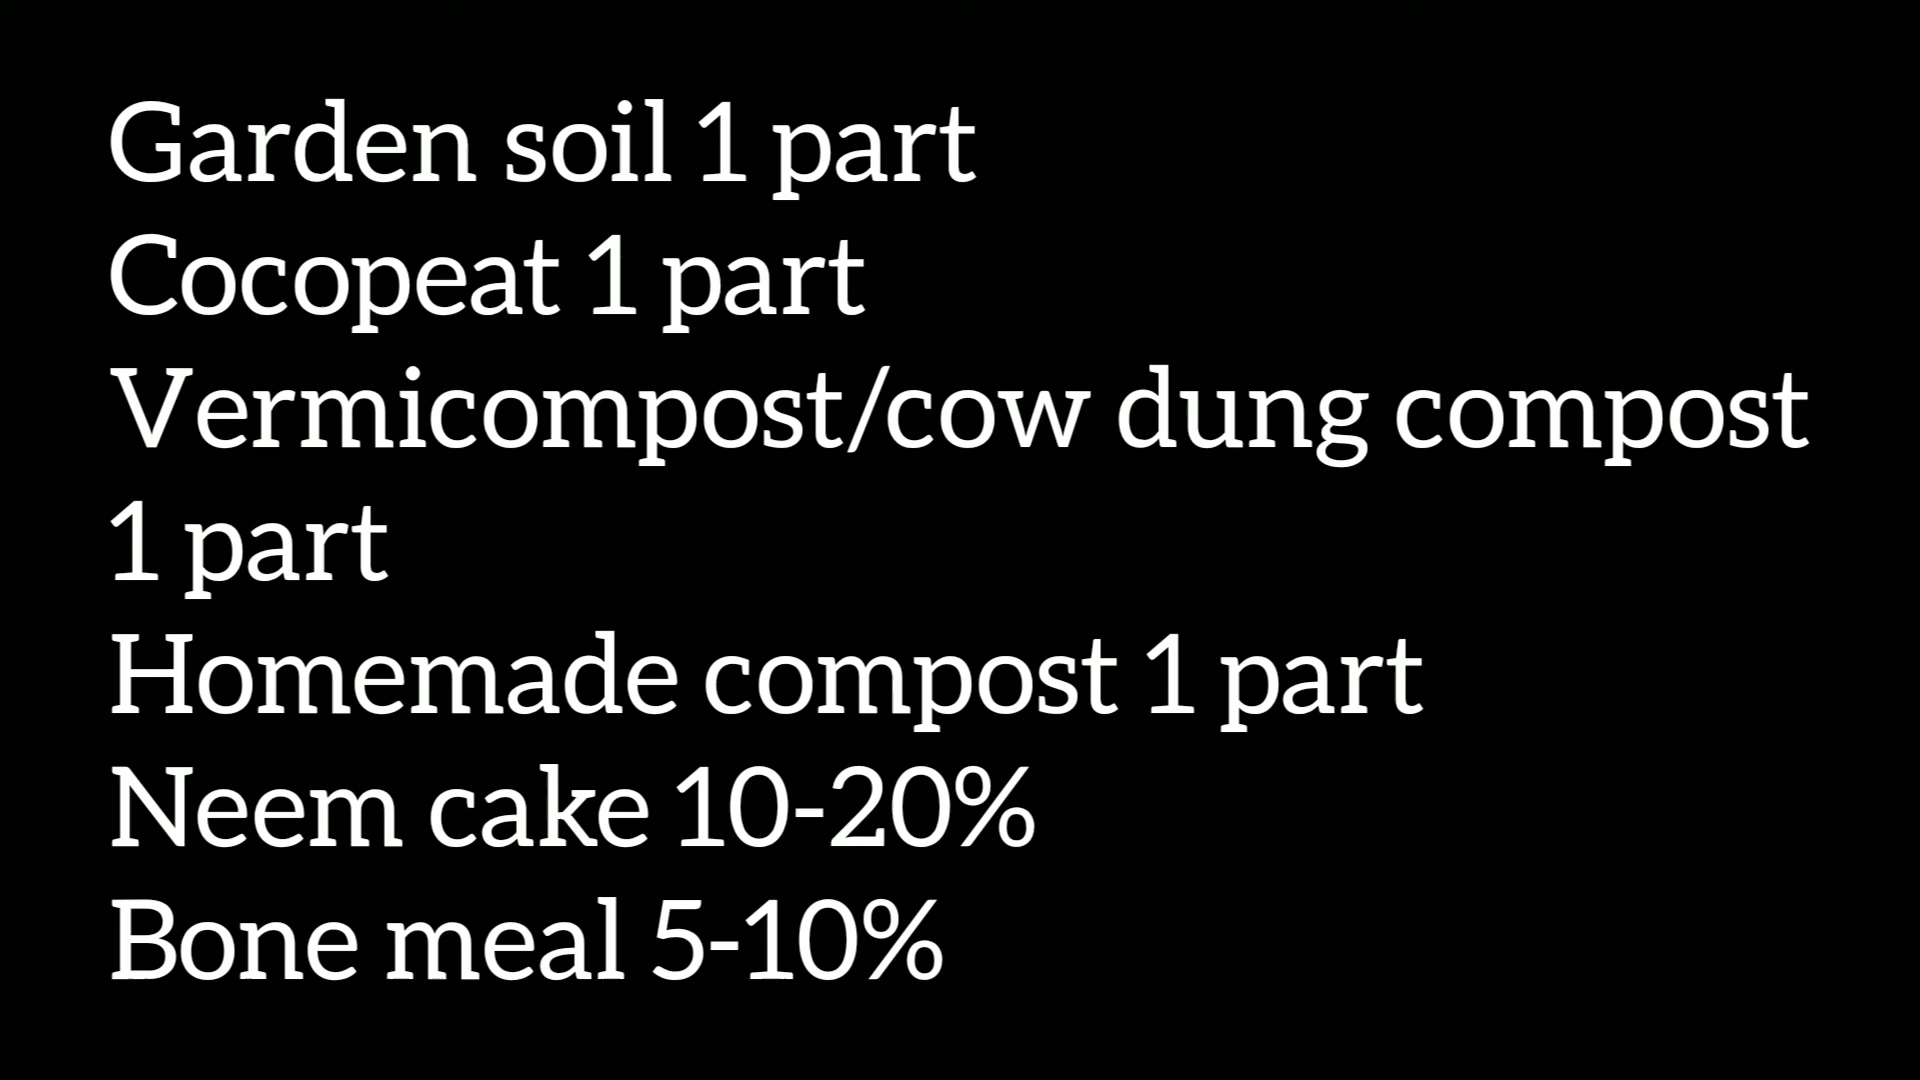 Garden soil 1 part
Cocopeat 1 part
Vermicompost/cow dung compost
1 part
Homemade compost 1 part
Neem cake 10-20%
Bone meal 5-10%